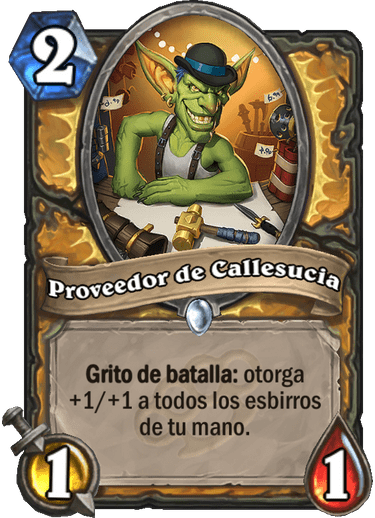 2
Proveedor de Callesucia
Grito de batalla: otorga
+1/+1 a todos los esbirros
de tu mano.
1
1